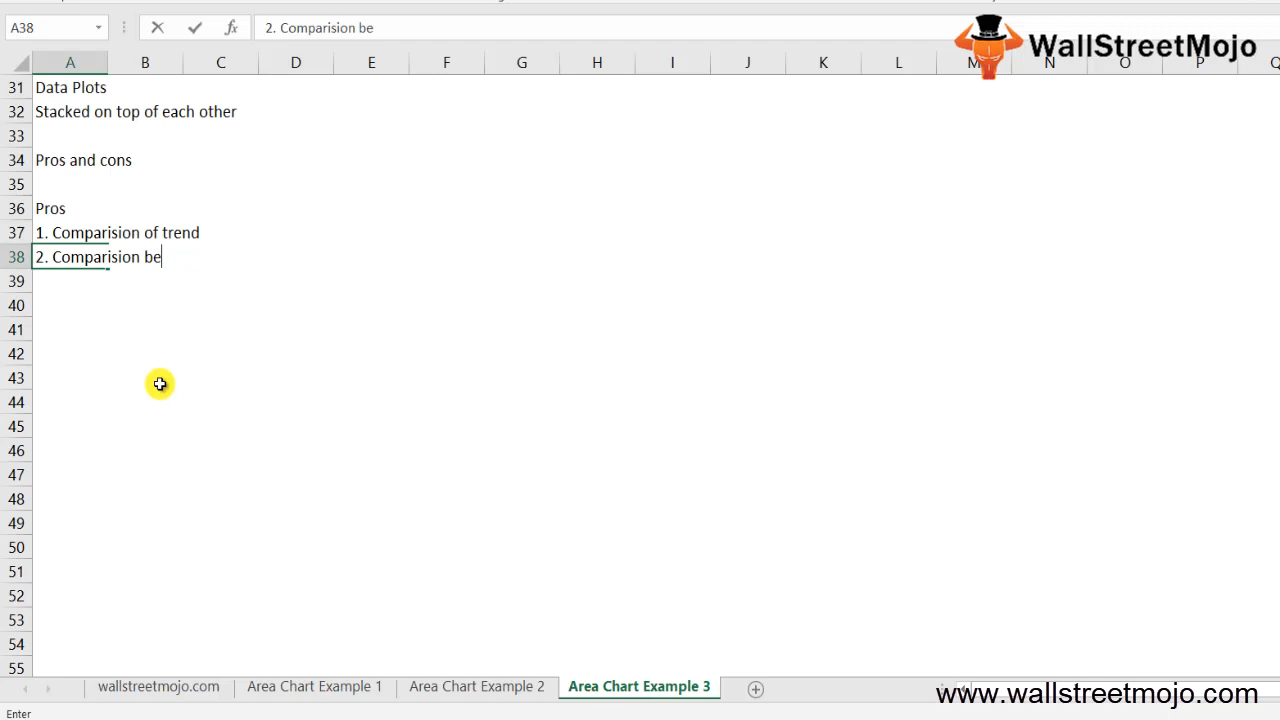 A38
2. Comparision be
WallStreetMojo
A B C D E F G H I J K L M N O P Q
31 Data Plots
32 Stacked on top of each other
33
34 Pros and cons
35
36 Pros
37 1. Comparision of trend
38 2. Comparision be
39
40
41
42
43
44
45
46
47
48
49
50
51
52
53
54
55
wallstreetmojo.com Area Chart Example 1 Area Chart Example 2 Area Chart Example 3
www.wallstreetmojo.com
Enter